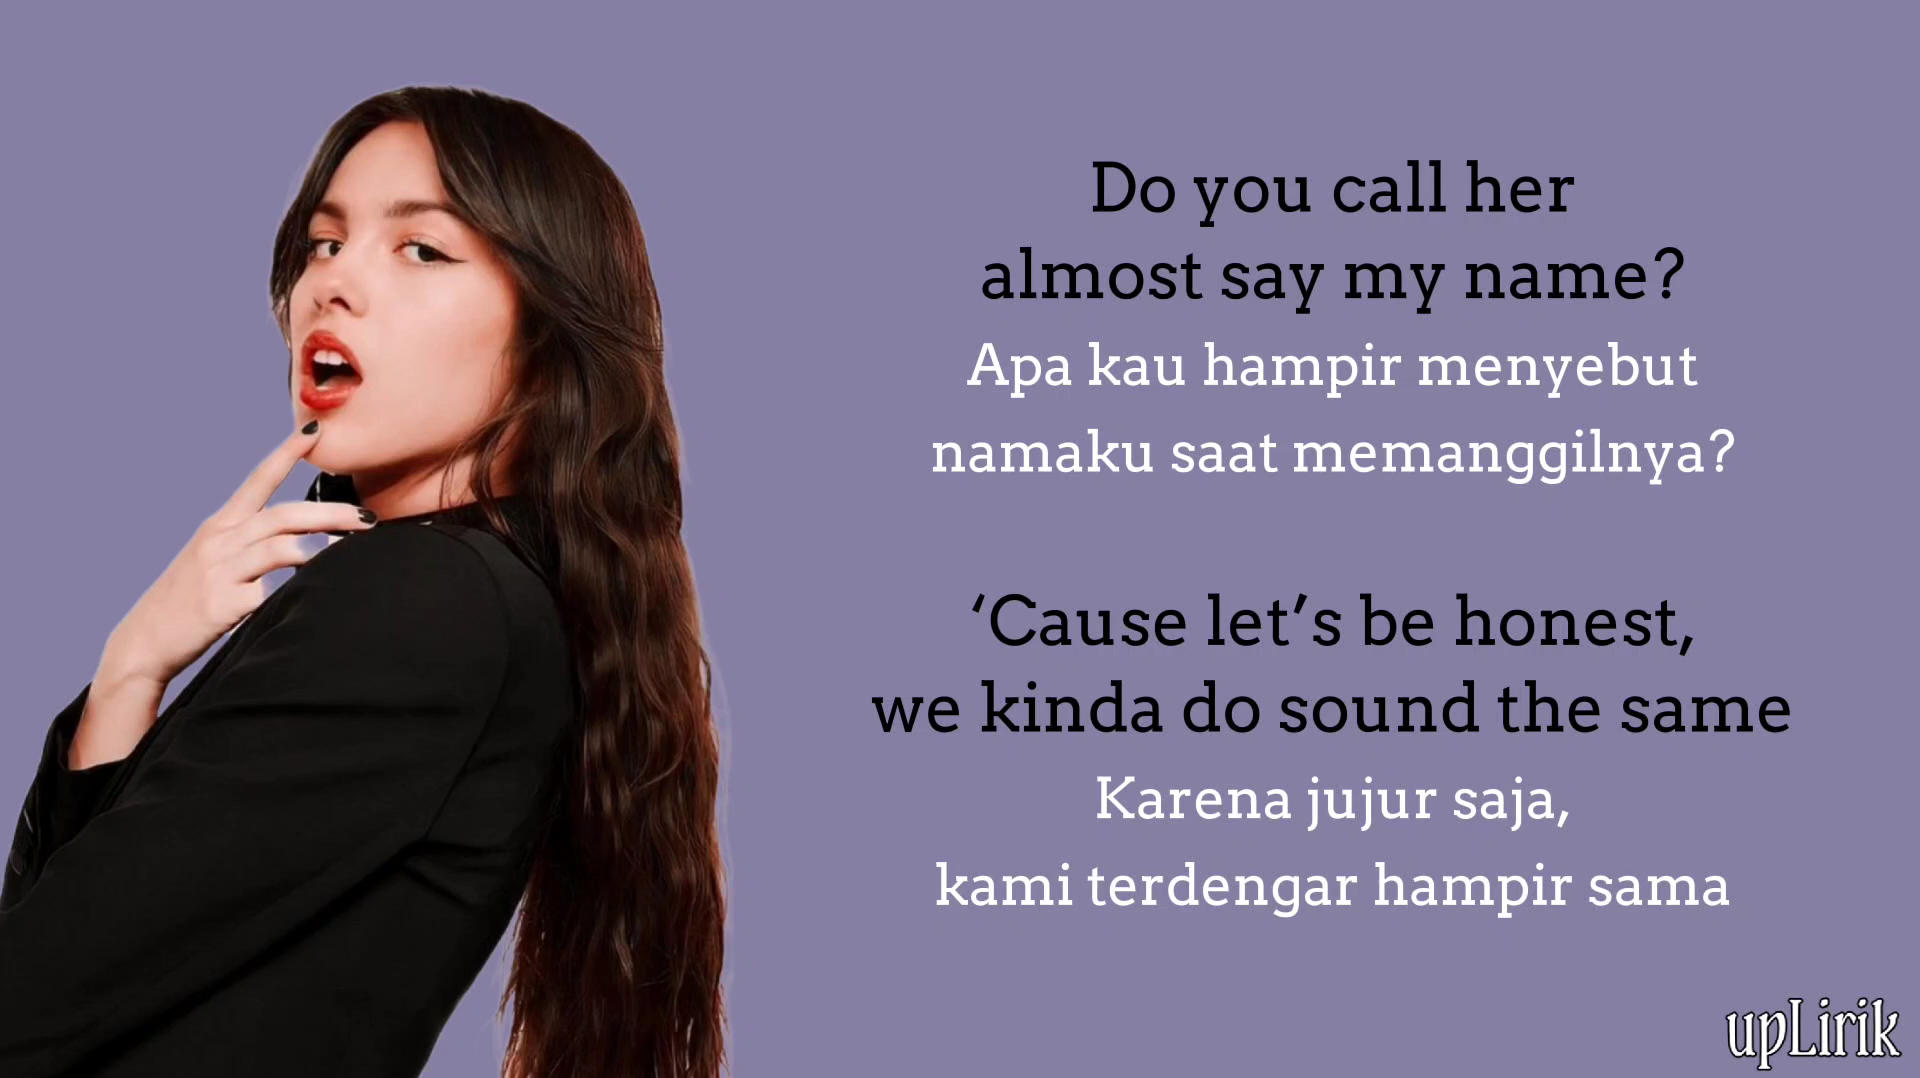 Do you call her
almost say my name?
Apa kau hampir menyebut
namaku saat memanggilnya?
‘Cause let’s be honest,
we kinda do sound the same
Karena jujur saja,
kami terdengar hampir sama
upLirik